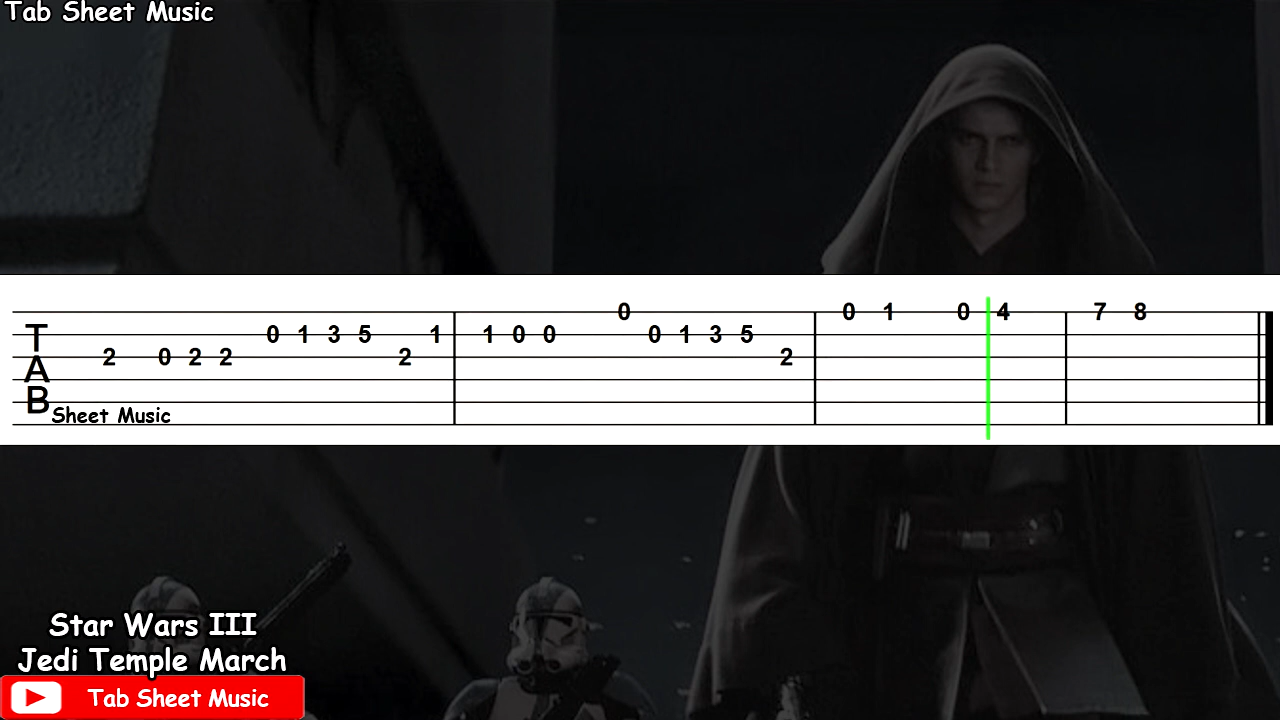 Tab Sheet Music
0
0 1 0 4 7 8
T
0 1 3 5 1 1 0 0 0 1 3 5
A
2 0 2 2 2 2
B
Sheet Music
Star Wars III
Jedi Temple March
Tab Sheet Music